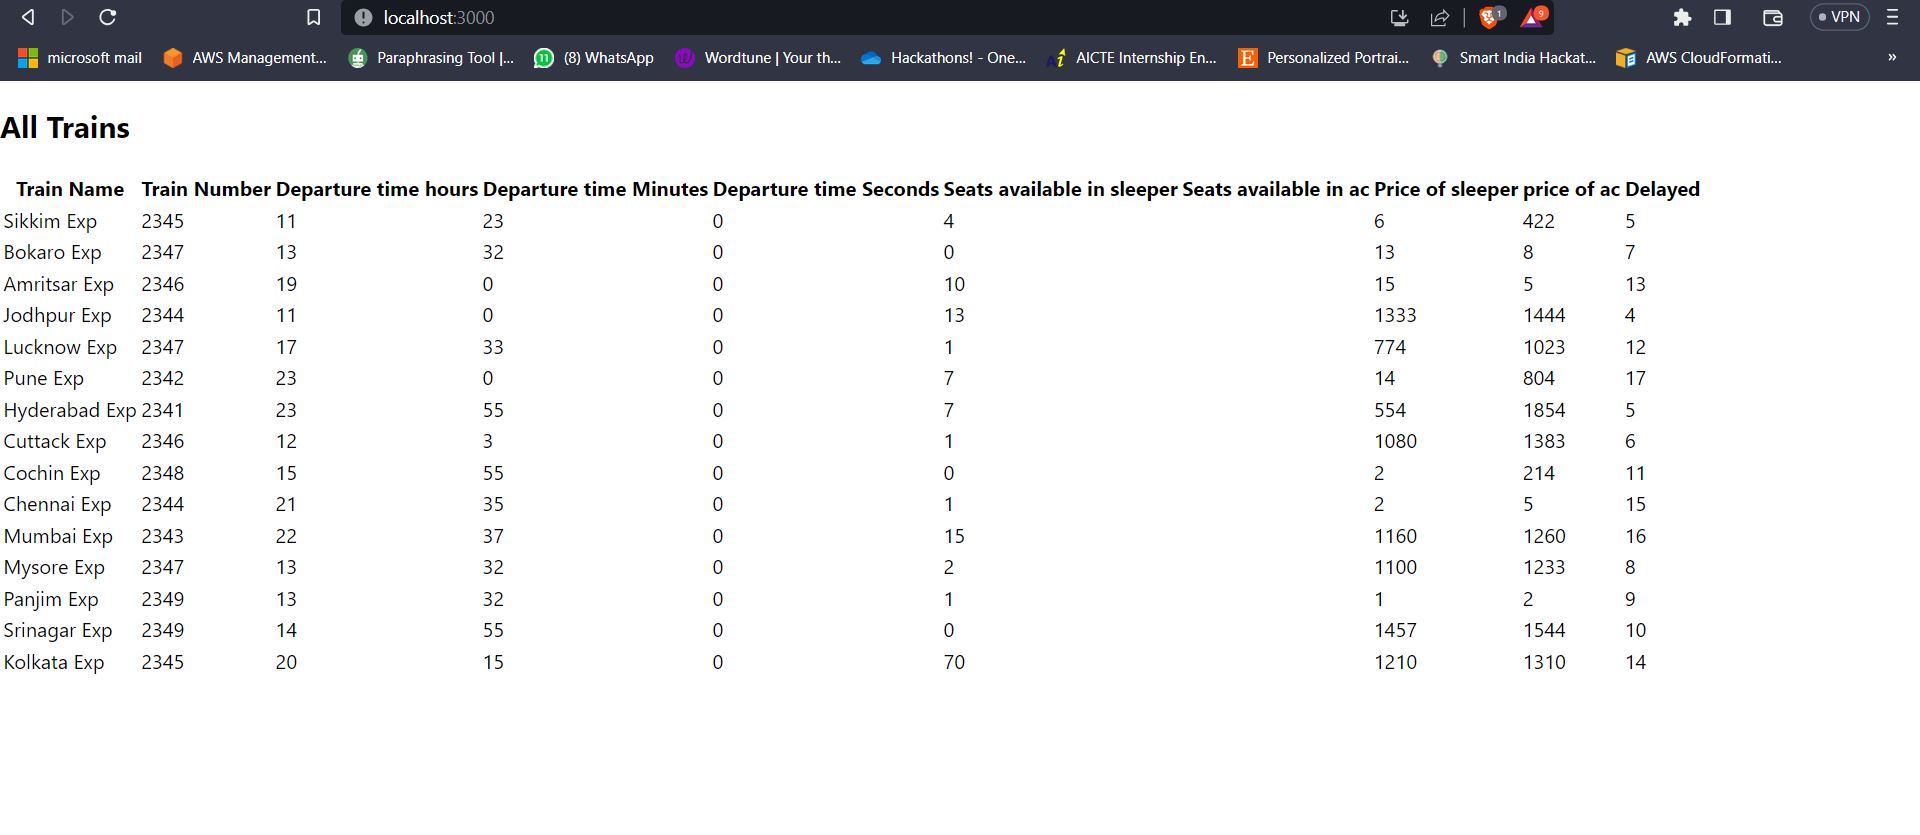 localhost:3000
1 9 VPN
microsoft mail AWS Management... Paraphrasing Tool |... 11 (8) WhatsApp Wordtune | Your th... Hackathons! - One... AICTE Internship En... E Personalized Portrai... Smart India Hackat... AWS CloudFormati... »
All Trains
Train Name Train Number Departure time hours Departure time Minutes Departure time Seconds Seats available in sleeper Seats available in ac Price of sleeper price of ac Delayed
Sikkim Exp 2345 11 23 0 4 6 422 5
Bokaro Exp 2347 13 32 0 0 13 8 7
Amritsar Exp 2346 19 0 0 10 15 5 13
Jodhpur Exp 2344 11 0 0 13 1333 1444 4
Lucknow Exp 2347 17 33 0 1 774 1023 12
Pune Exp 2342 23 0 0 7 14 804 17
Hyderabad Exp 2341 23 55 0 7 554 1854 5
Cuttack Exp 2346 12 3 0 1 1080 1383 6
Cochin Exp 2348 15 55 0 0 2 214 11
Chennai Exp 2344 21 35 0 1 2 5 15
Mumbai Exp 2343 22 37 0 15 1160 1260 16
Mysore Exp 2347 13 32 0 2 1100 1233 8
Panjim Exp 2349 13 32 0 1 1 2 9
Srinagar Exp 2349 14 55 0 0 1457 1544 10
Kolkata Exp 2345 20 15 0 70 1210 1310 14